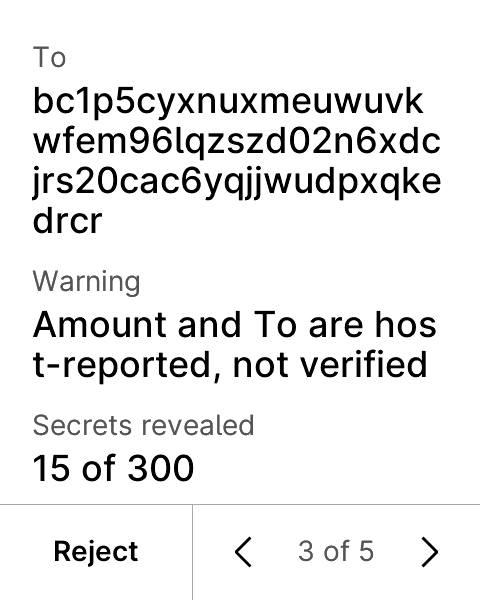 To
bc1p5cyxnuxmeuwuvk
wfem96lqzszd02n6xdc
jrs20cac6yqjjwudpxqke
drcr
Warning
Amount and To are hos
t-reported, not verified
Secrets revealed
15 of 300
Reject
3 of 5